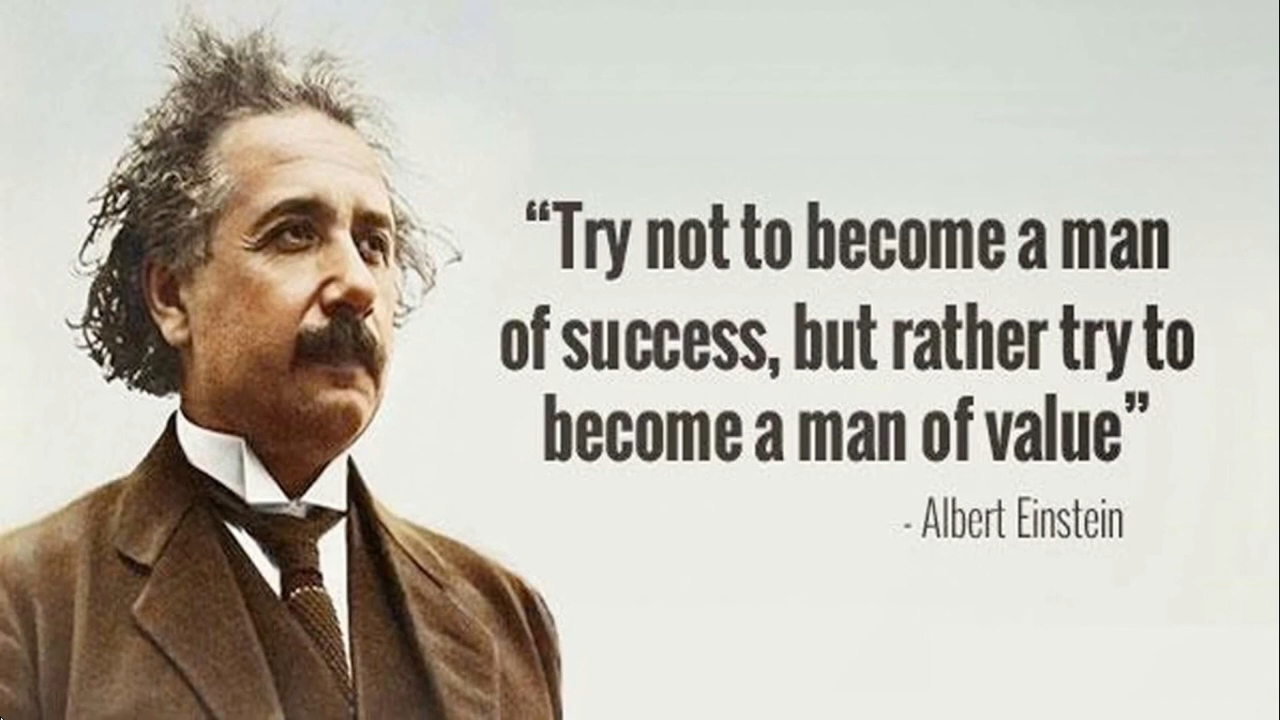 “Try not to become a man
of success, but rather try to
become a man of value”
- Albert Einstein